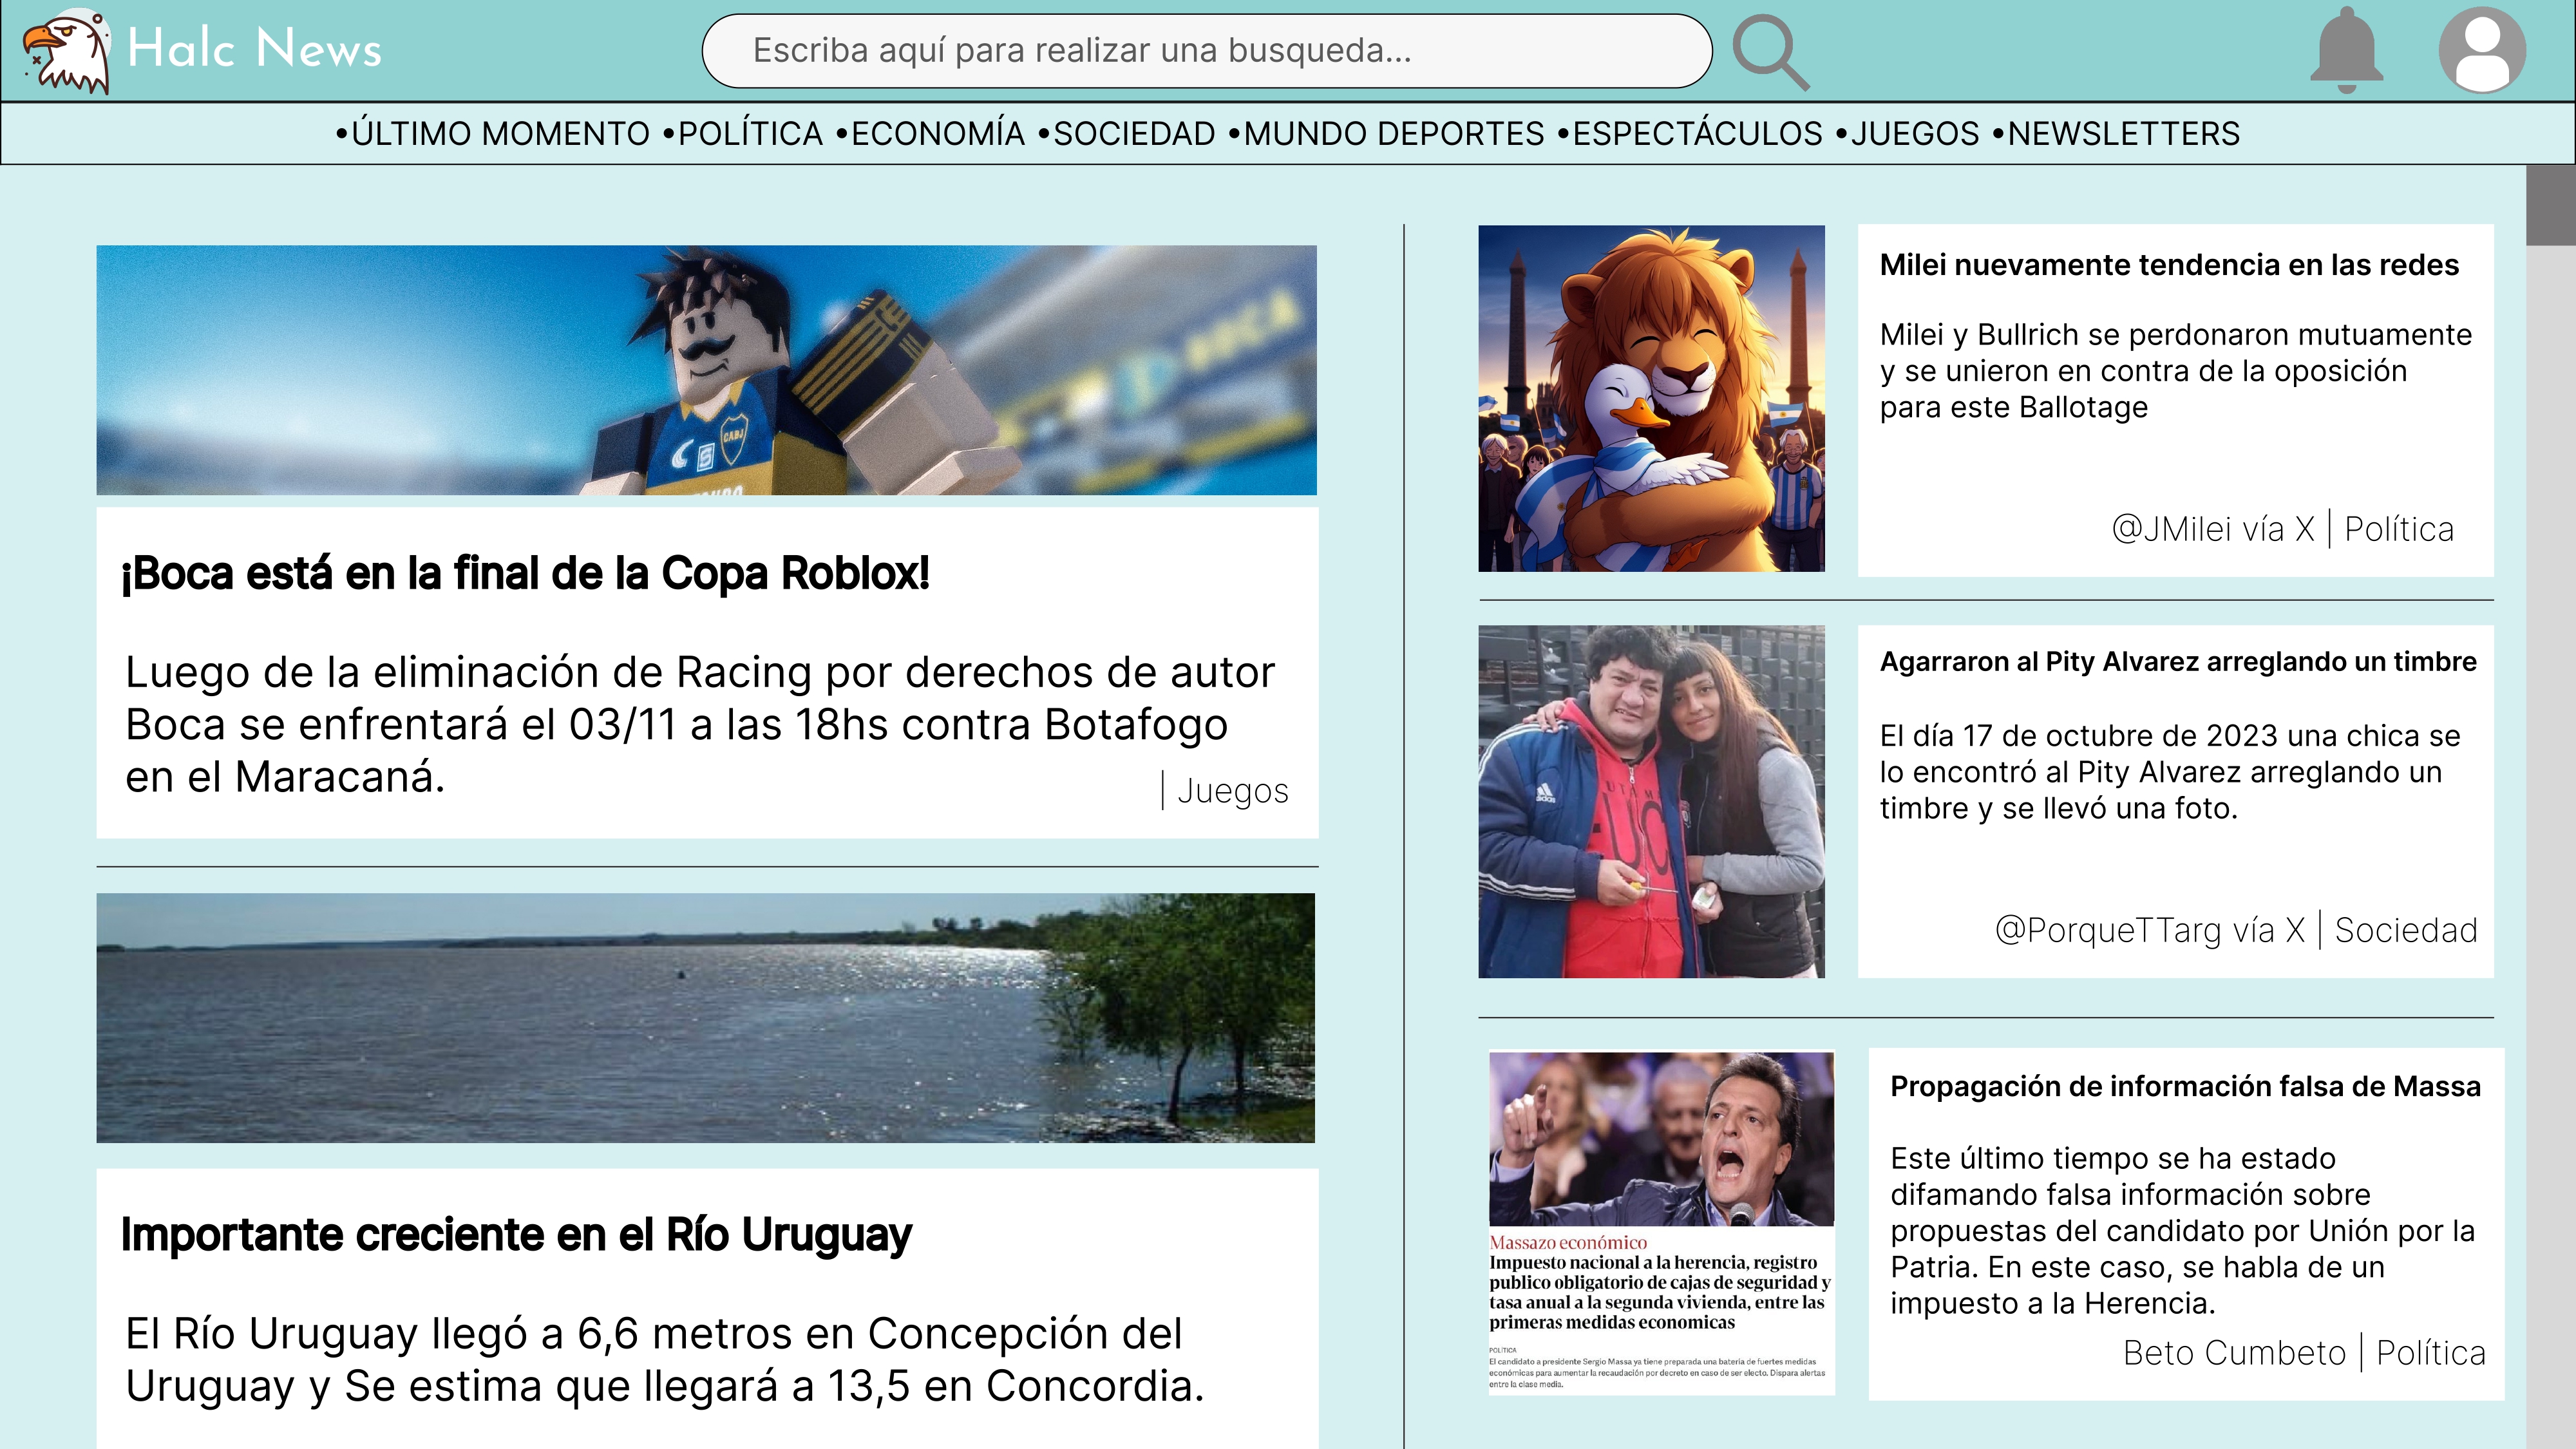 Halc News
Escriba aquí para realizar una busqueda...
•ÚLTIMO MOMENTO •POLÍTICA •ECONOMÍA •SOCIEDAD •MUNDO DEPORTES •ESPECTÁCULOS •JUEGOS •NEWSLETTERS
BOCA
CABJ
¡Boca está en la final de la Copa Roblox!
Luego de la eliminación de Racing por derechos de autor
Boca se enfrentará el 03/11 a las 18hs contra Botafogo
en el Maracaná.
| Juegos
Importante creciente en el Río Uruguay
El Río Uruguay llegó a 6,6 metros en Concepción del
Uruguay y Se estima que llegará a 13,5 en Concordia.
Milei nuevamente tendencia en las redes
Milei y Bullrich se perdonaron mutuamente
y se unieron en contra de la oposición
para este Ballotage
@JMilei vía X | Política
adidas
Agarraron al Pity Alvarez arreglando un timbre
El día 17 de octubre de 2023 una chica se
lo encontró al Pity Alvarez arreglando un
timbre y se llevó una foto.
@PorqueTTarg vía X | Sociedad
Massazo económico
Impuesto nacional a la herencia, registro
publico obligatorio de cajas de seguridad y
tasa anual a la segunda vivienda, entre las
primeras medidas economicas
POLÍTICA
El candidato a presidente Sergio Massa ya tiene preparada una bateria de fuertes medidas
económicas para aumentar la recaudación por decreto en caso de ser electo. Dispara alertas
entre la clase media.
Propagación de información falsa de Massa
Este último tiempo se ha estado
difamando falsa información sobre
propuestas del candidato por Unión por la
Patria. En este caso, se habla de un
impuesto a la Herencia.
Beto Cumbeto | Política